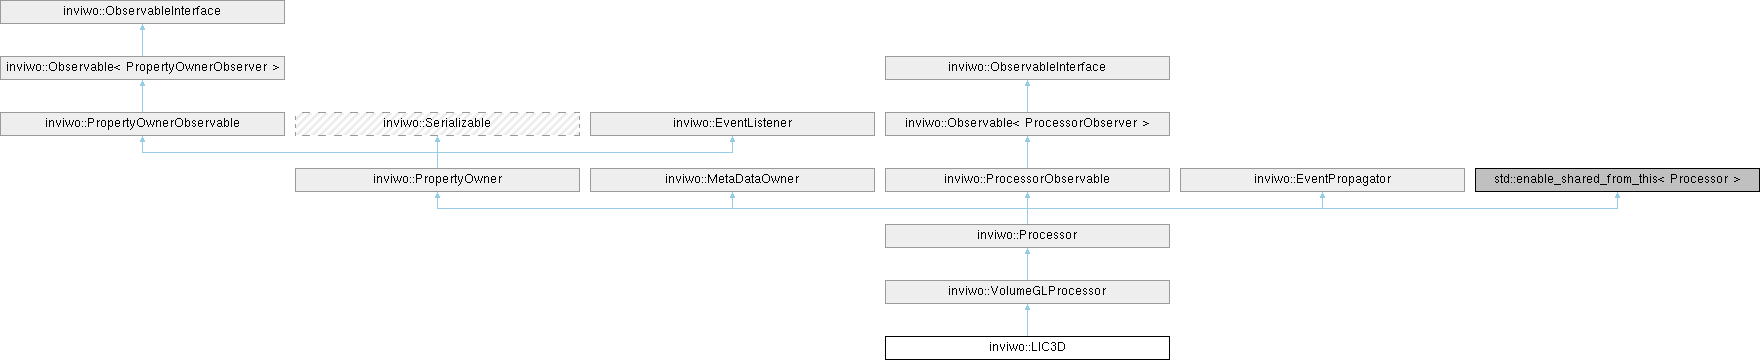 inviwo::ObservableInterface
inviwo::Observable< PropertyOwnerObserver >
inviwo::ObservableInterface
inviwo::PropertyOwnerObservable
inviwo::Serializable
inviwo::EventListener
inviwo::Observable< ProcessorObserver >
inviwo::PropertyOwner
inviwo::MetaDataOwner
inviwo::ProcessorObservable
inviwo::EventPropagator
std::enable_shared_from_this< Processor >
inviwo::Processor
inviwo::VolumeGLProcessor
inviwo::LIC3D